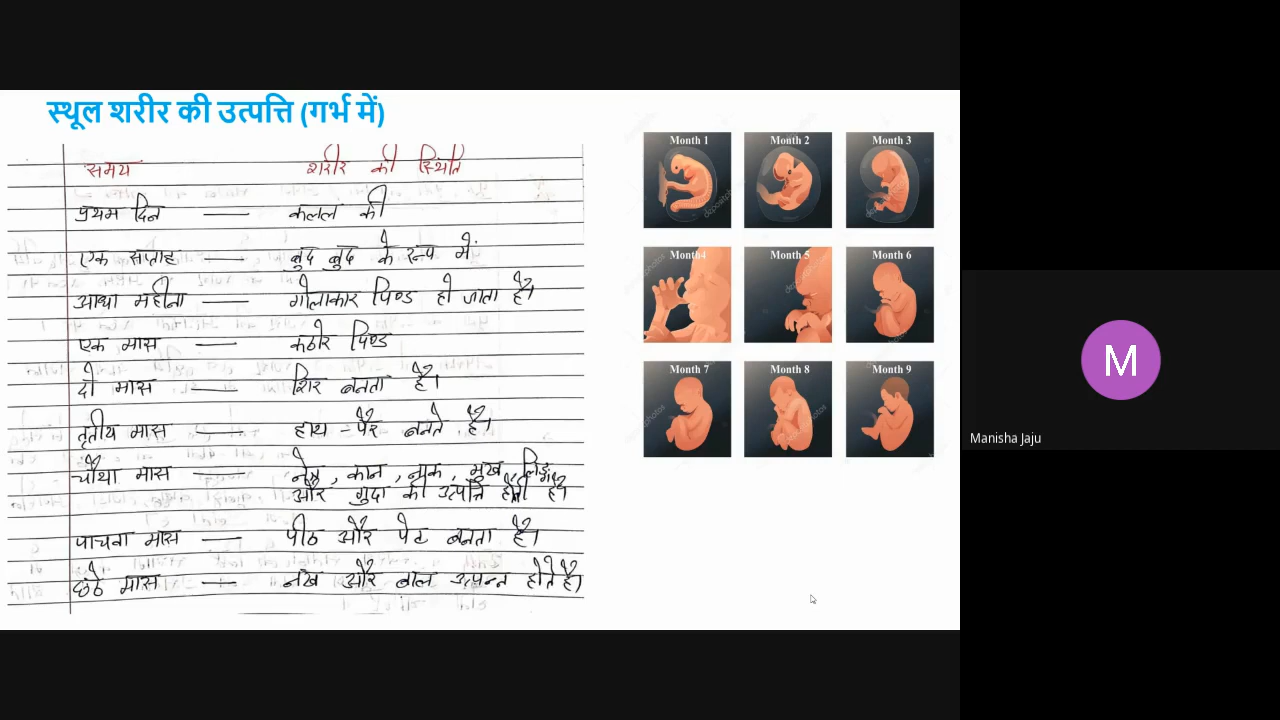 स्थूल शरीर की उत्पत्ति (गर्भ में)
समय शरीर की स्थिति
प्रथम दिन — कलल की
एक सप्ताह — बुद बुद के रूप में
आधा महीना — गोलाकार पिण्ड हो जाता है।
एक मास — कठोर पिण्ड
दो मास — शिर बनता है।
तृतीय मास — हाथ - पैर बनते है।
चौथा मास — नेत्र, कान, नाक, मुख, लिङ्ग
और गुदा की उत्पत्ति होती है।
पाचवा मास — पीठ और पेट बनता है।
छठे मास — नख और बाल उत्पन्न होते है।
Month 1 Month 2 Month 3
Month4 Month 5 Month 6
Month 7 Month 8 Month 9
M
Manisha Jaju